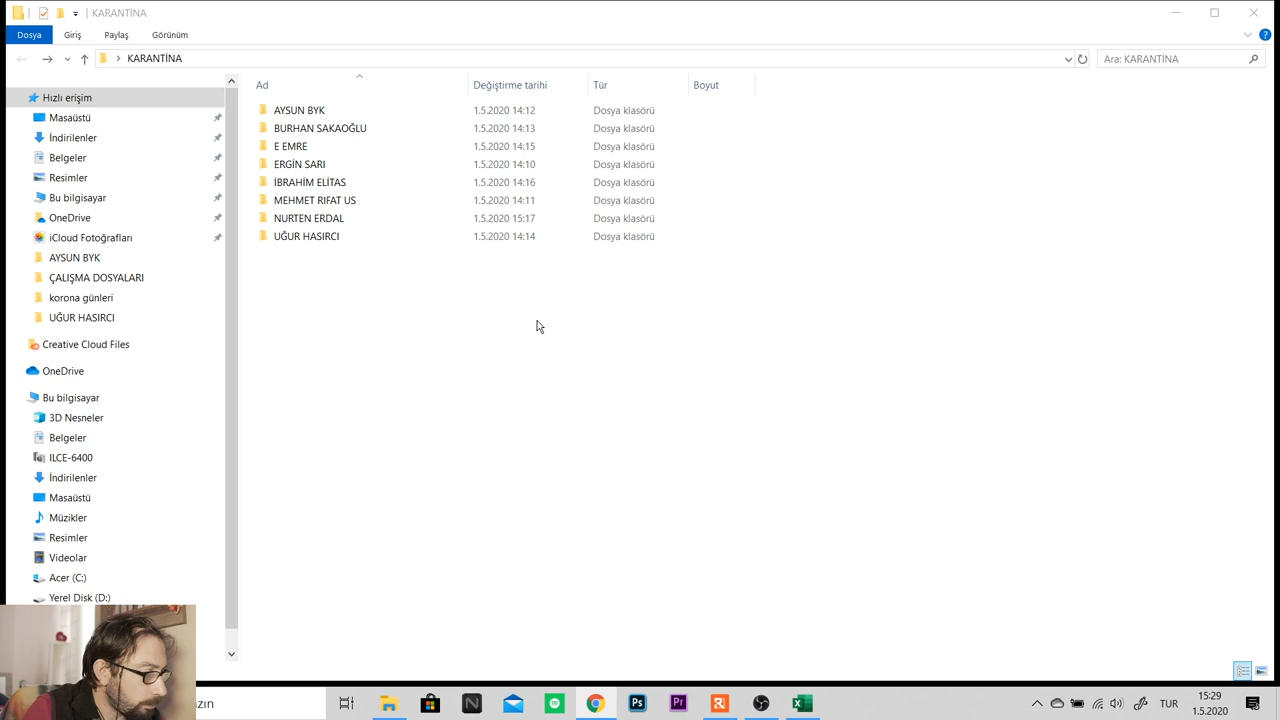 KARANTİNA
Dosya Giriş Paylaş Görünüm
KARANTİNA Ara: KARANTİNA
Ad Değiştirme tarihi Tür Boyut
AYSUN BYK 1.5.2020 14:12 Dosya klasörü
BURHAN SAKAOĞLU 1.5.2020 14:13 Dosya klasörü
E EMRE 1.5.2020 14:15 Dosya klasörü
ERGİN SARI 1.5.2020 14:10 Dosya klasörü
İBRAHİM ELİTAS 1.5.2020 14:16 Dosya klasörü
MEHMET RIFAT US 1.5.2020 14:11 Dosya klasörü
NURTEN ERDAL 1.5.2020 15:17 Dosya klasörü
UĞUR HASIRCI 1.5.2020 14:14 Dosya klasörü
Hızlı erişim
Masaüstü
İndirilenler
Belgeler
Resimler
Bu bilgisayar
OneDrive
iCloud Fotoğrafları
AYSUN BYK
ÇALIŞMA DOSYALARI
korona günleri
UĞUR HASIRCI
Creative Cloud Files
OneDrive
Bu bilgisayar
3D Nesneler
Belgeler
ILCE-6400
İndirilenler
Masaüstü
Müzikler
Resimler
Videolar
Acer (C:)
Yerel Disk (D:)
zın
Ps Pr
TUR 15:29
1.5.2020